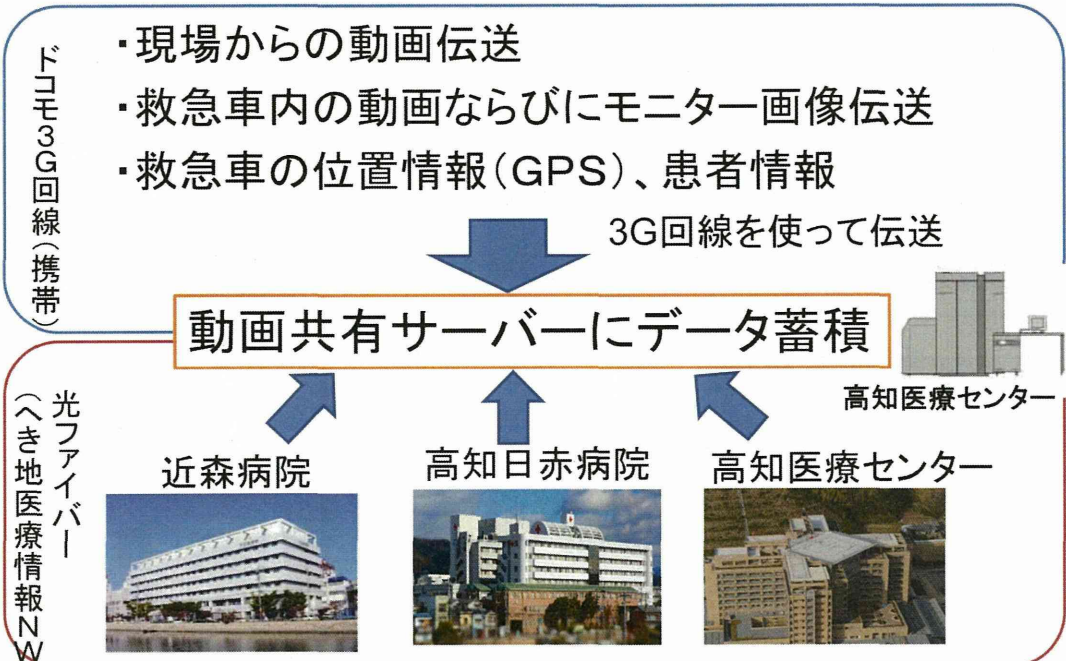 ドコモ3G回線(携帯)
・現場からの動画伝送
・救急車内の動画ならびにモニター画像伝送
・救急車の位置情報(GPS)、患者情報
3G回線を使って伝送
動画共有サーバーにデータ蓄積
高知医療センター
光ファイバー
(へき地医療情報NW
近森病院
高知日赤病院
高知医療センター